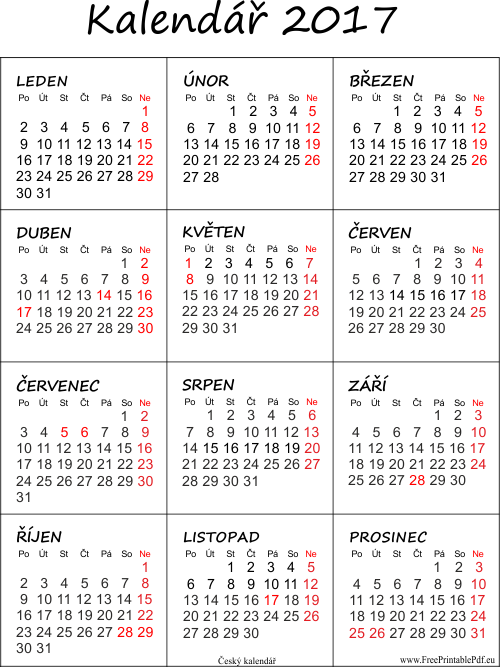 Kalendář 2017
LEDEN
Po Út St Čt Pá So Ne
1
2 3 4 5 6 7 8
9 10 11 12 13 14 15
16 17 18 19 20 21 22
23 24 25 26 27 28 29
30 31
ÚNOR
Po Út St Čt Pá So Ne
1 2 3 4 5
6 7 8 9 10 11 12
13 14 15 16 17 18 19
20 21 22 23 24 25 26
27 28
BŘEZEN
Po Út St Čt Pá So Ne
1 2 3 4 5
6 7 8 9 10 11 12
13 14 15 16 17 18 19
20 21 22 23 24 25 26
27 28 29 30 31
DUBEN
Po Út St Čt Pá So Ne
1 2
3 4 5 6 7 8 9
10 11 12 13 14 15 16
17 18 19 20 21 22 23
24 25 26 27 28 29 30
KVĚTEN
Po Út St Čt Pá So Ne
1 2 3 4 5 6 7
8 9 10 11 12 13 14
15 16 17 18 19 20 21
22 23 24 25 26 27 28
29 30 31
ČERVEN
Po Út St Čt Pá So Ne
1 2 3 4
5 6 7 8 9 10 11
12 13 14 15 16 17 18
19 20 21 22 23 24 25
26 27 28 29 30
ČERVENEC
Po Út St Čt Pá So Ne
1 2
3 4 5 6 7 8 9
10 11 12 13 14 15 16
17 18 19 20 21 22 23
24 25 26 27 28 29 30
31
SRPEN
Po Út St Čt Pá So Ne
1 2 3 4 5 6
7 8 9 10 11 12 13
14 15 16 17 18 19 20
21 22 23 24 25 26 27
28 29 30 31
ZÁŘÍ
Po Út St Čt Pá So Ne
1 2 3
4 5 6 7 8 9 10
11 12 13 14 15 16 17
18 19 20 21 22 23 24
25 26 27 28 29 30
ŘÍJEN
Po Út St Čt Pá So Ne
1
2 3 4 5 6 7 8
9 10 11 12 13 14 15
16 17 18 19 20 21 22
23 24 25 26 27 28 29
30 31
LISTOPAD
Po Út St Čt Pá So Ne
1 2 3 4 5
6 7 8 9 10 11 12
13 14 15 16 17 18 19
20 21 22 23 24 25 26
27 28 29 30
PROSINEC
Po Út St Čt Pá So Ne
1 2 3
4 5 6 7 8 9 10
11 12 13 14 15 16 17
18 19 20 21 22 23 24
25 26 27 28 29 30 31
Český kalendář
www.FreePrintablePdf.eu